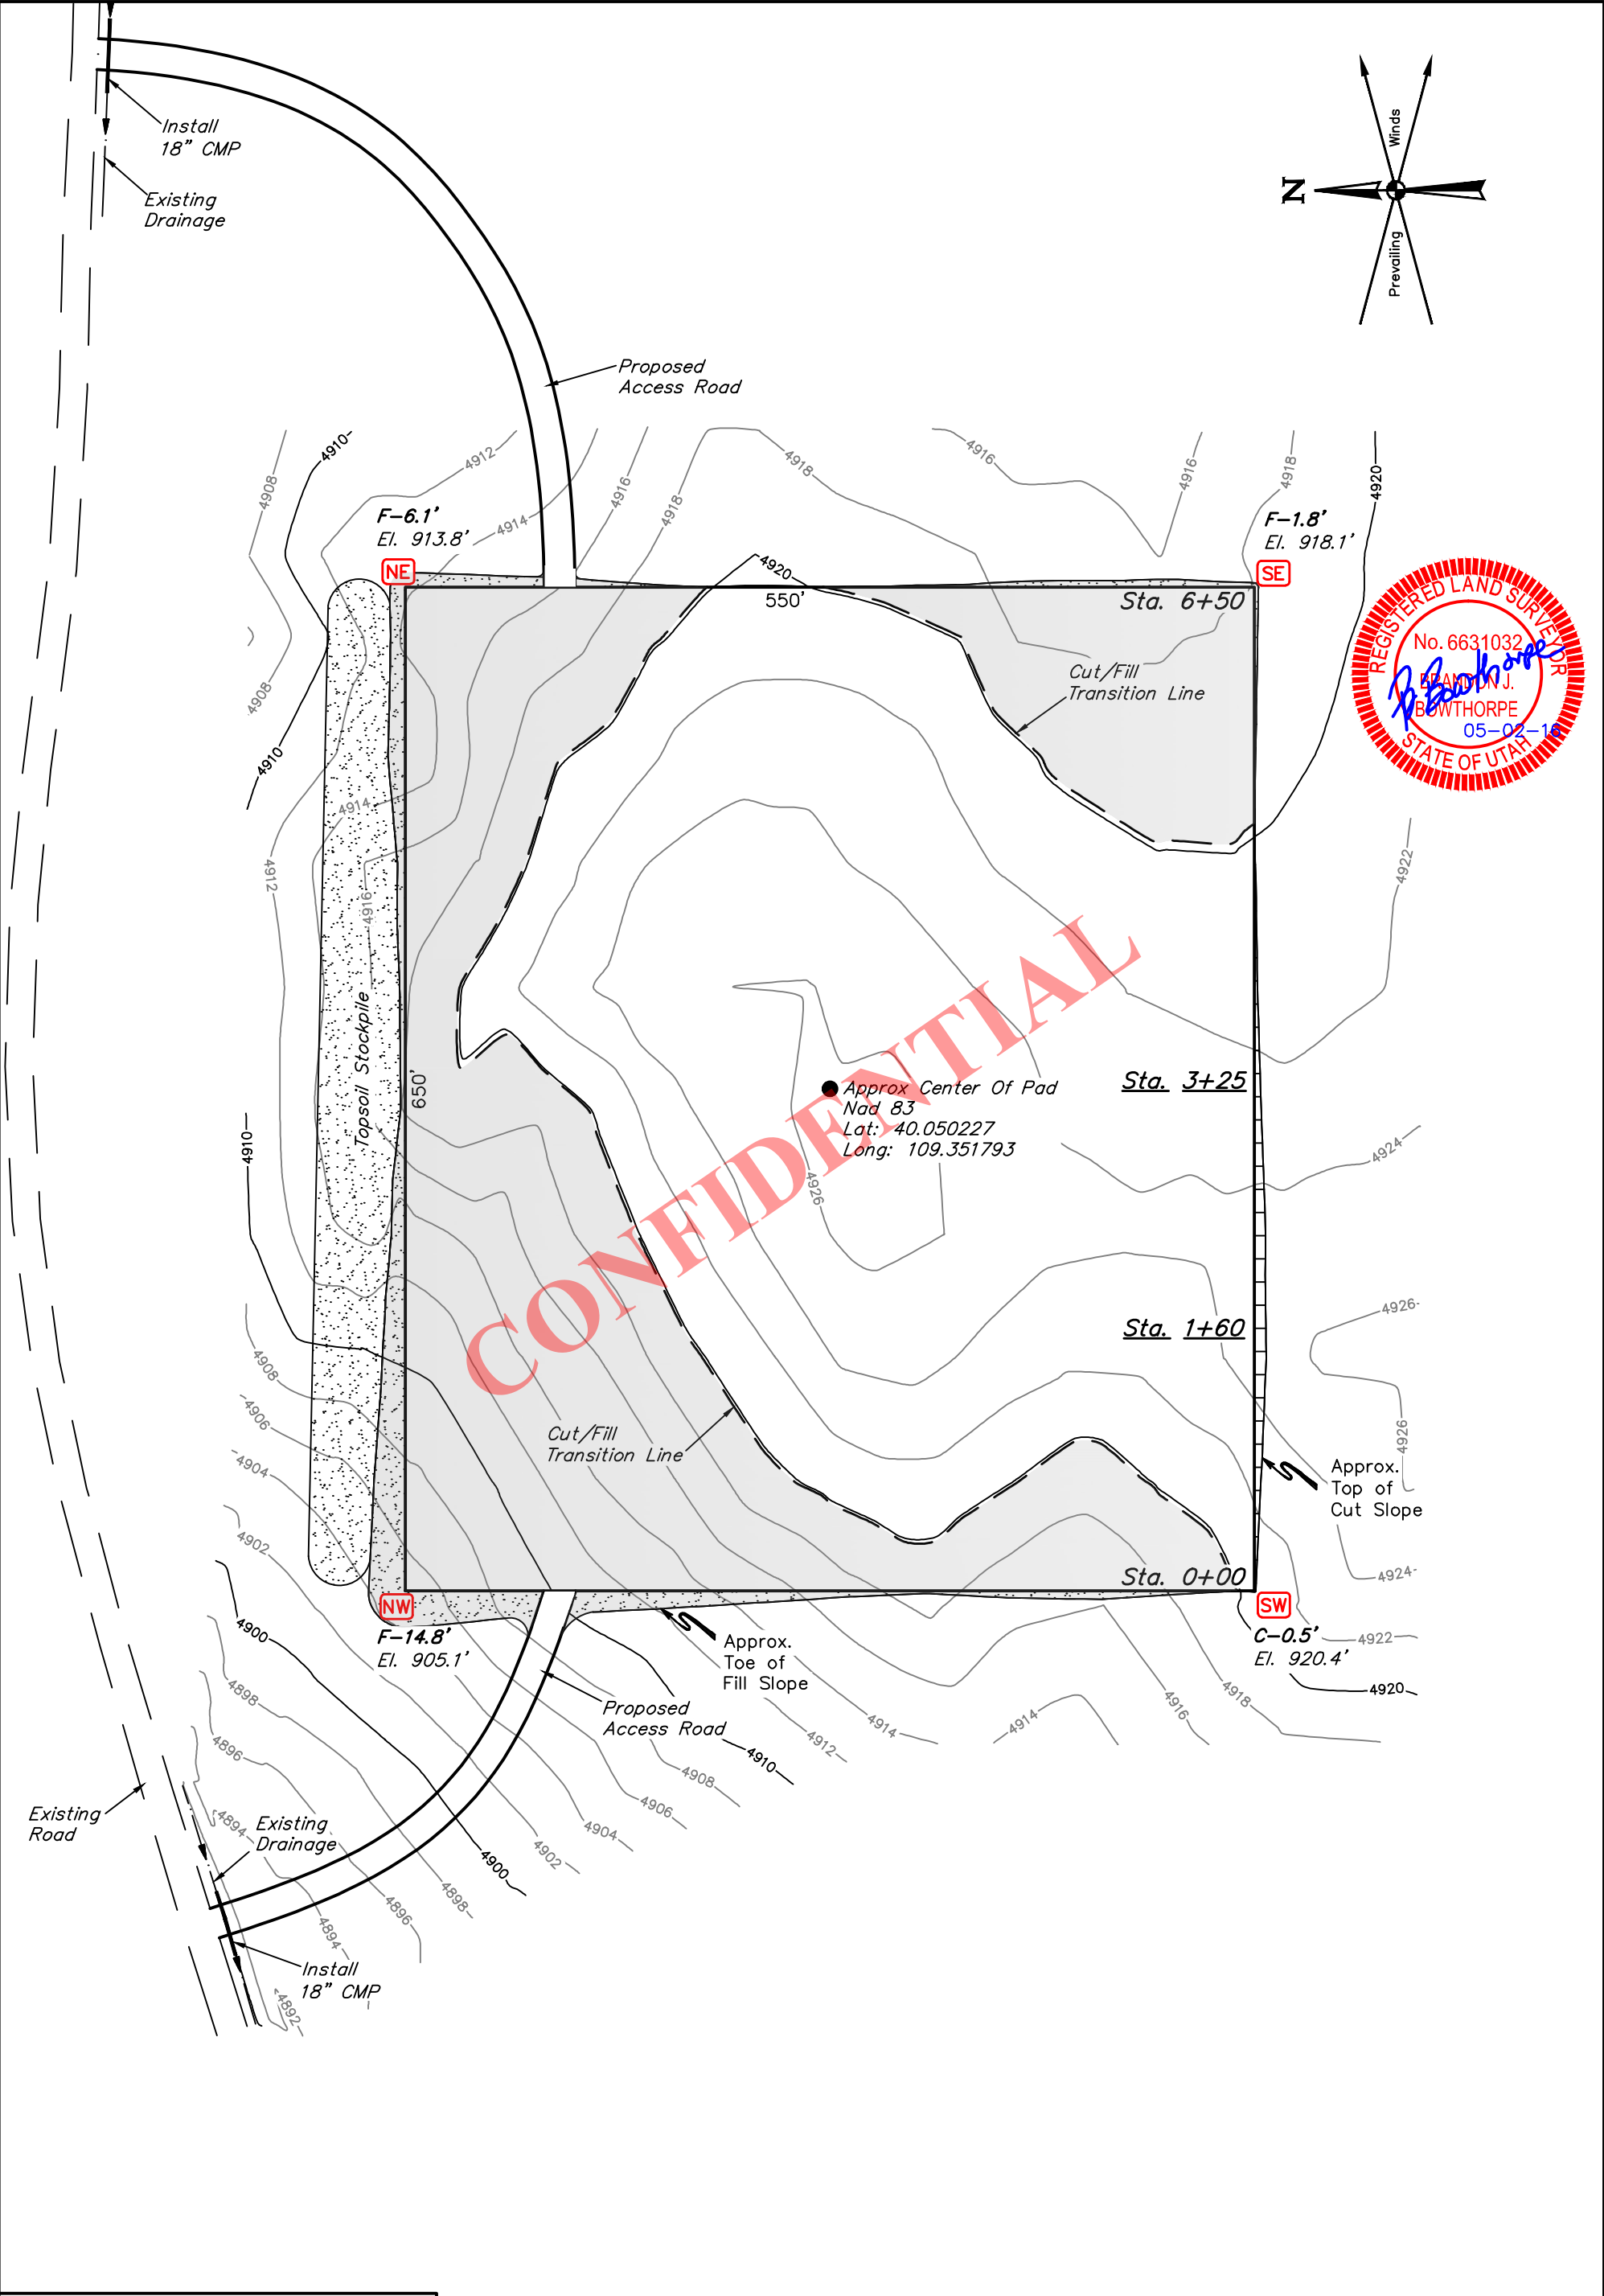 Install
18" CMP
Existing
Drainage
N
Winds
Prevailing
Proposed
Access Road
4908
4910
4912
4914
4916
4918
4918
4916
4916
4918
4920
F-6.1'
El. 913.8'
NE
F-1.8'
El. 918.1'
SE
4920
550'
Sta. 6+50
REGISTERED LAND SURVEYOR
No. 6631032
B. Bowthorpe
BRANDON J.
BOWTHORPE
05-02-16
STATE OF UTAH
Cut/Fill
Transition Line
4908
4910
4914
4912
4916
4922
Topsoil Stockpile
650'
CONFIDENTIAL
Sta. 3+25
Approx Center Of Pad
Nad 83
Lat: 40.050227
Long: 109.351793
4910
4924
4926
4926
Sta. 1+60
4908
4906
4904
4902
4926
Cut/Fill
Transition Line
Approx.
Top of
Cut Slope
4924
Sta. 0+00
NW
F-14.8'
El. 905.1'
SW
C-0.5'
El. 920.4'
4922
4920
4900
Approx.
Toe of
Fill Slope
4898
4896
4894
Proposed
Access Road
4914
4912
4910
4908
4906
4904
4902
4900
4898
4896
4894
4892
4914
4916
4918
Existing
Road
Existing
Drainage
Install
18" CMP